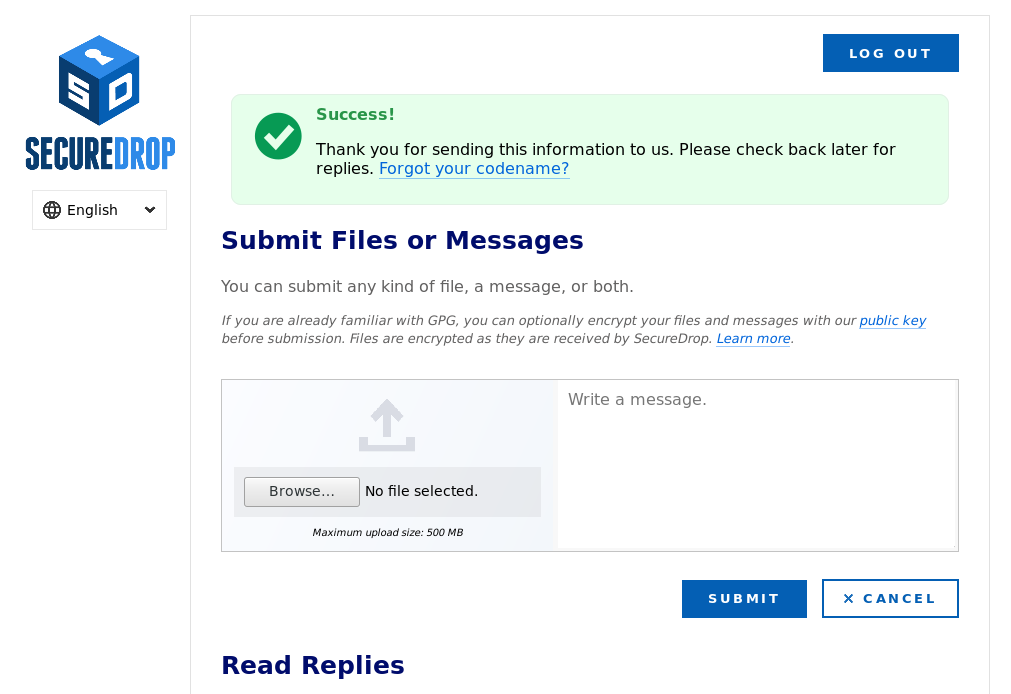 LOG OUT
SD
SECUREDROP
English
Success!
Thank you for sending this information to us. Please check back later for
replies. Forgot your codename?
Submit Files or Messages
You can submit any kind of file, a message, or both.
If you are already familiar with GPG, you can optionally encrypt your files and messages with our public key
before submission. Files are encrypted as they are received by SecureDrop. Learn more.
Write a message.
Browse... No file selected.
Maximum upload size: 500 MB
SUBMIT
× CANCEL
Read Replies